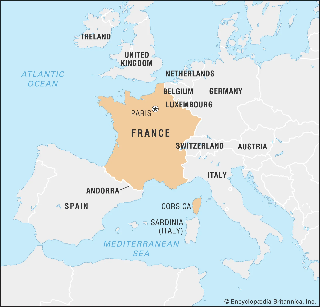 IRELAND
UNITED
KINGDOM
ATLANTIC
OCEAN
NETHERLANDS
BELGIUM
GERMANY
LUXEMBOURG
PARIS
FRANCE
SWITZERLAND
AUSTRIA
ITALY
ANDORRA
SPAIN
CORSICA
SARDINIA
(ITALY)
MEDITERRANEAN
SEA
© Encyclopædia Britannica, Inc.